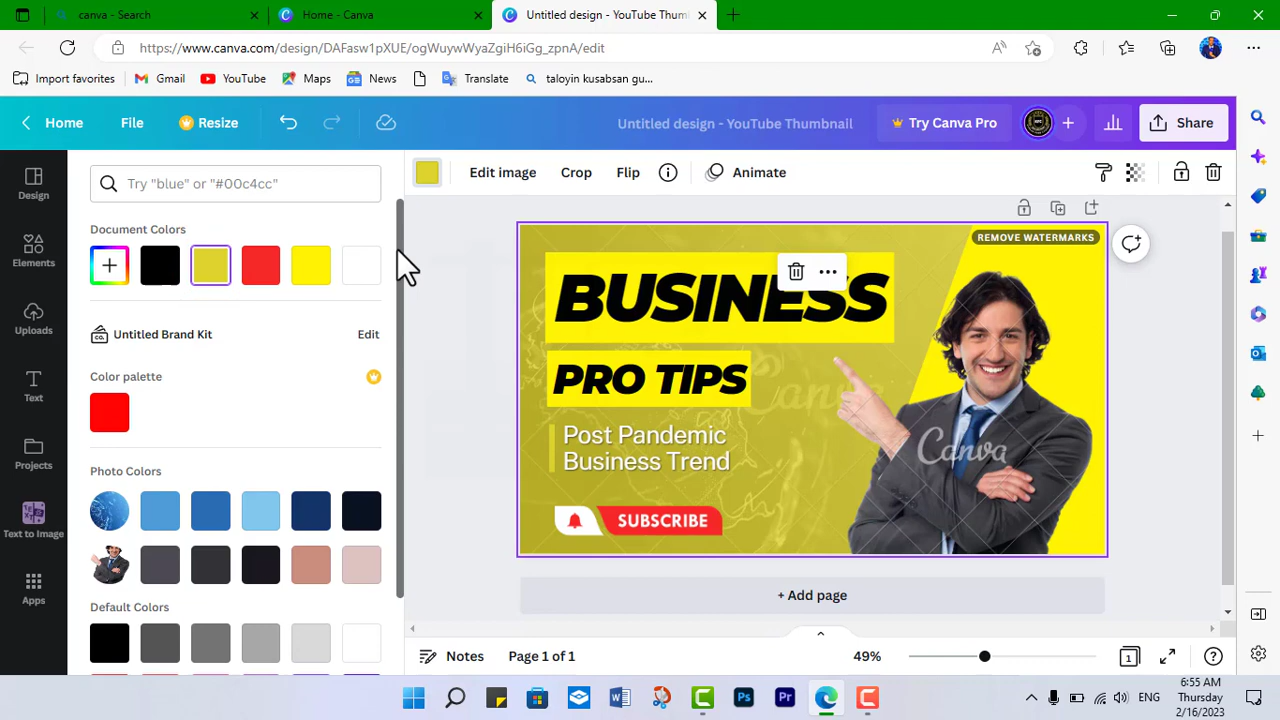 canva - Search
Home - Canva
Untitled design - YouTube Thumb
https://www.canva.com/design/DAFasw1pXUE/ogWuywWyaZgiH6iGg_zpnA/edit
Import favorites
Gmail
YouTube
Maps
News
Translate
taloyin kusabsan gu...
Home
File
Resize
Untitled design - YouTube Thumbnail
Try Canva Pro
Share
Design
Elements
Uploads
Text
Projects
Text to Image
Apps
Try "blue" or "#00c4cc"
Document Colors
Untitled Brand Kit
Edit
Color palette
Photo Colors
Default Colors
Edit image
Crop
Flip
Animate
REMOVE WATERMARKS
BUSINESS
PRO TIPS
Post Pandemic
Business Trend
SUBSCRIBE
Canva
Canva
+ Add page
Notes
Page 1 of 1
49%
1
ENG
6:55 AM
Thursday
2/16/2023